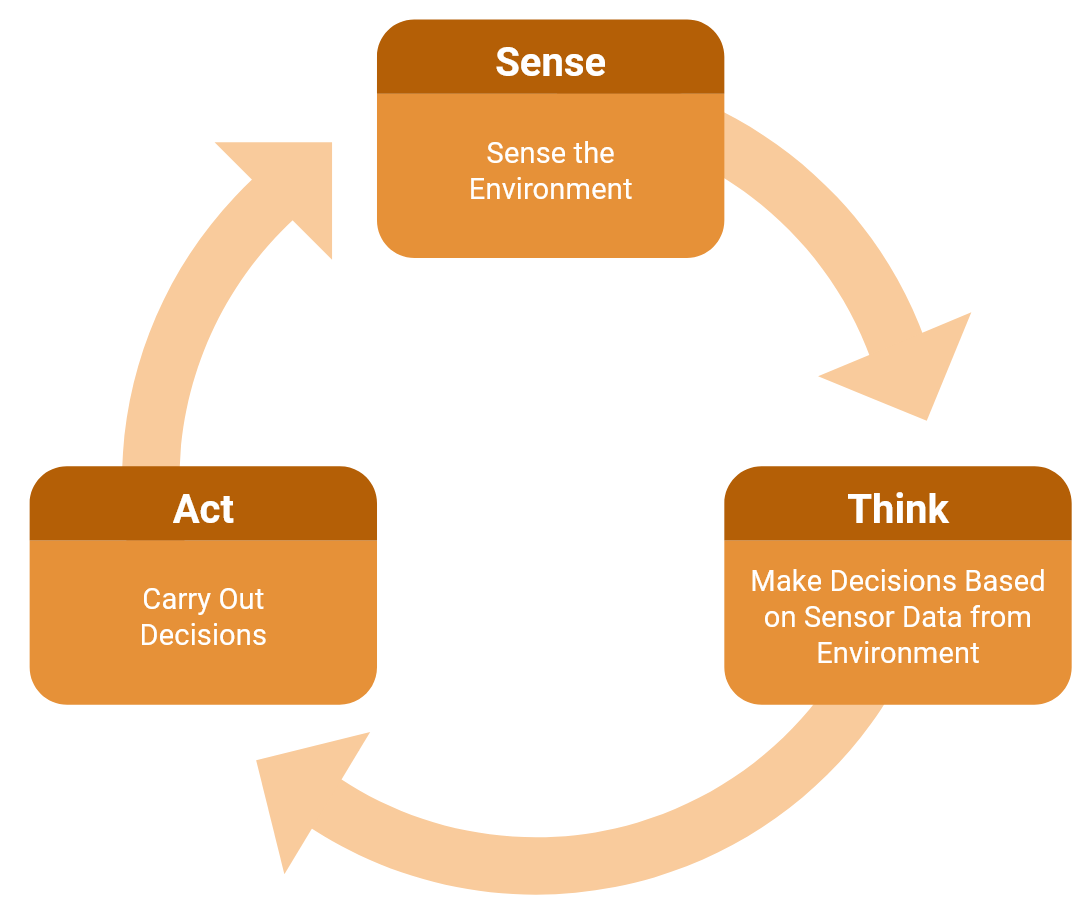 Sense
Sense the
Environment
Act
Carry Out
Decisions
Think
Make Decisions Based
on Sensor Data from
Environment